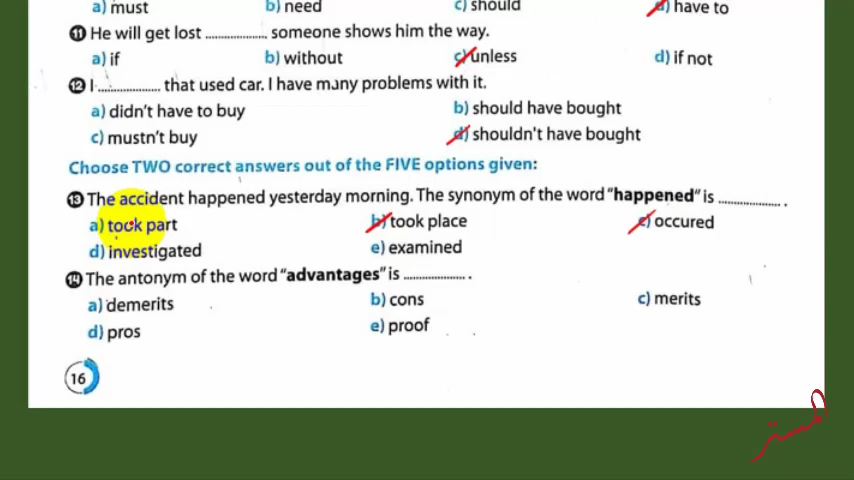 a) must b) need c) should d) have to
⓫ He will get lost .................. someone shows him the way.
a) if b) without c) unless d) if not
⓬ I .................. that used car. I have many problems with it.
a) didn't have to buy b) should have bought
c) mustn't buy d) shouldn't have bought
Choose TWO correct answers out of the FIVE options given:
⓭ The accident happened yesterday morning. The synonym of the word "happened" is .................. .
a) took part b) took place c) occured
d) investigated e) examined
⓮ The antonym of the word "advantages" is .................. .
a) demerits b) cons c) merits
d) pros e) proof
16